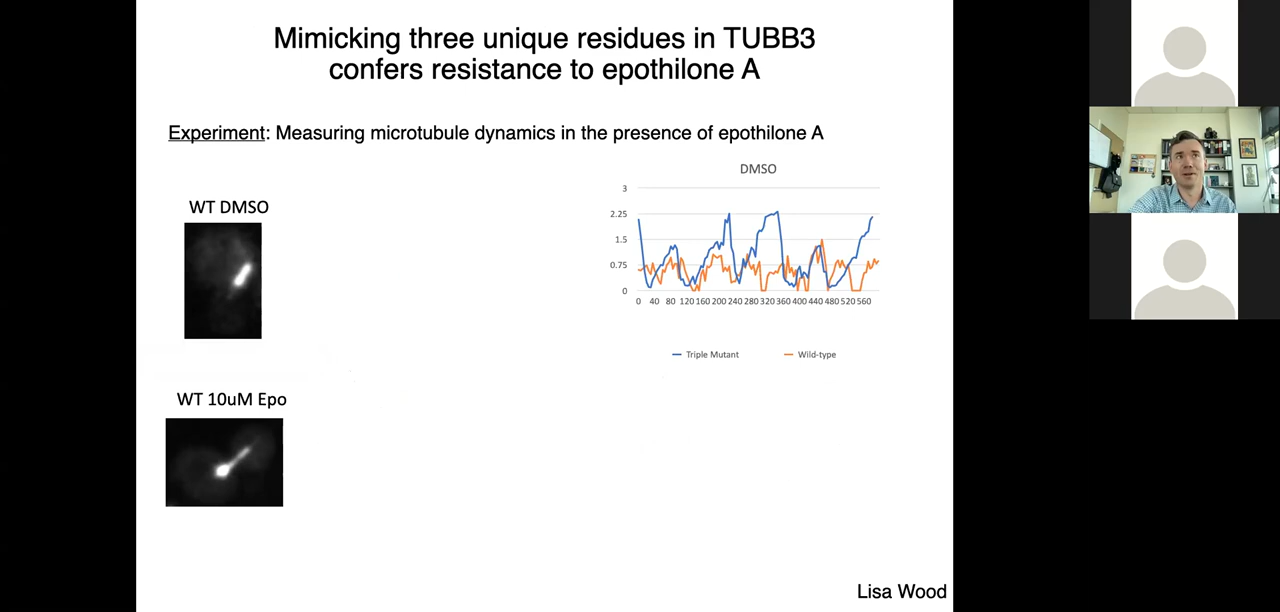 Mimicking three unique residues in TUBB3
confers resistance to epothilone A
Experiment: Measuring microtubule dynamics in the presence of epothilone A
WT DMSO
WT 10uM Epo
DMSO
3
2.25
1.5
0.75
0
0 40 80 120 160 200 240 280 320 360 400 440 480 520 560
Triple Mutant Wild-type
Lisa Wood